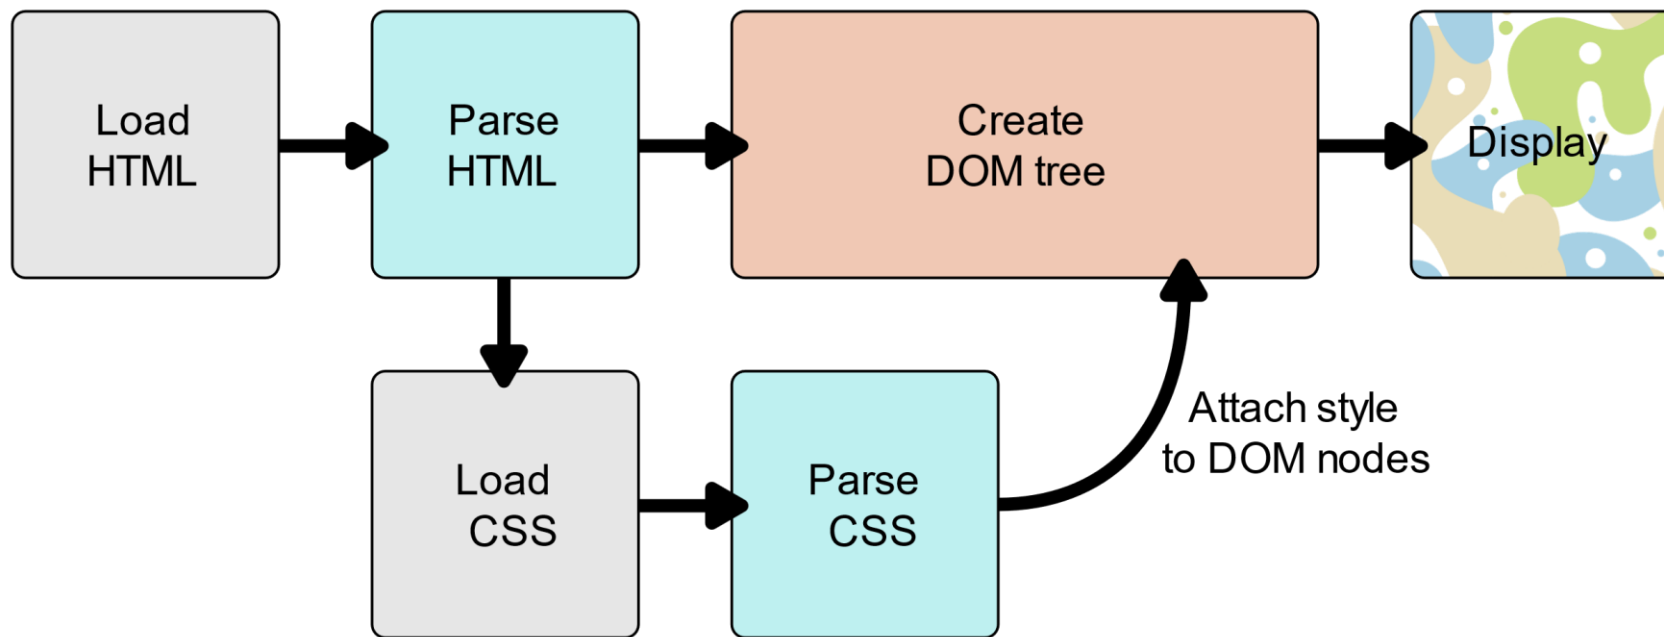 Load
HTML
Parse
HTML
Create
DOM tree
Display
Load
CSS
Parse
CSS
Attach style
to DOM nodes